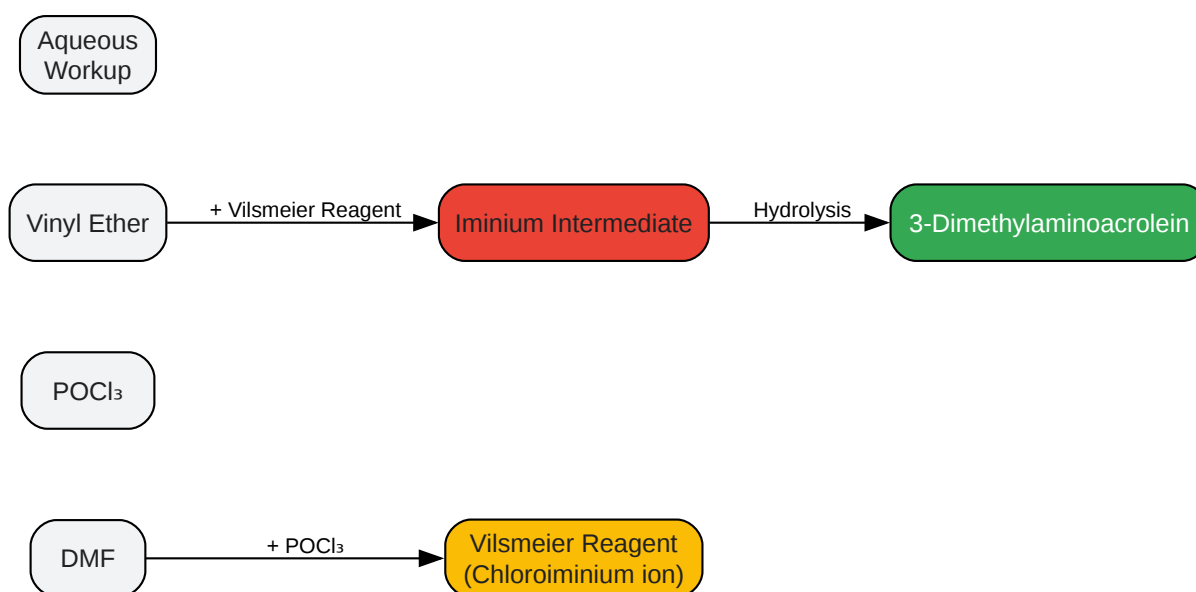 Aqueous
Workup
Vinyl Ether
+ Vilsmeier Reagent
Iminium Intermediate
Hydrolysis
3-Dimethylaminoacrolein
POCl₃
DMF
+ POCl₃
Vilsmeier Reagent
(Chloroiminium ion)